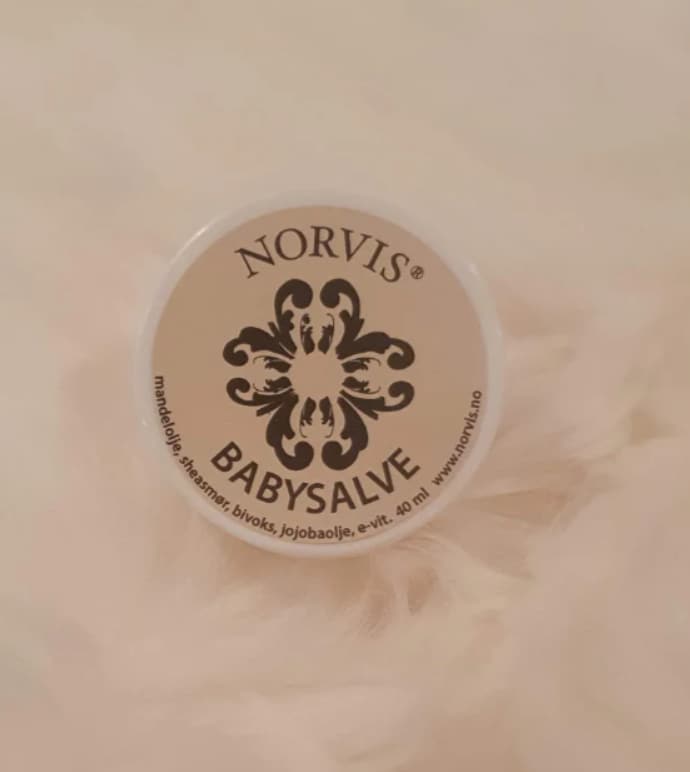 NORVIS®
BABYSALVE
mandelolje, sheasmør, bivoks, jojobaolje, e-vit. 40 ml www.norvis.no